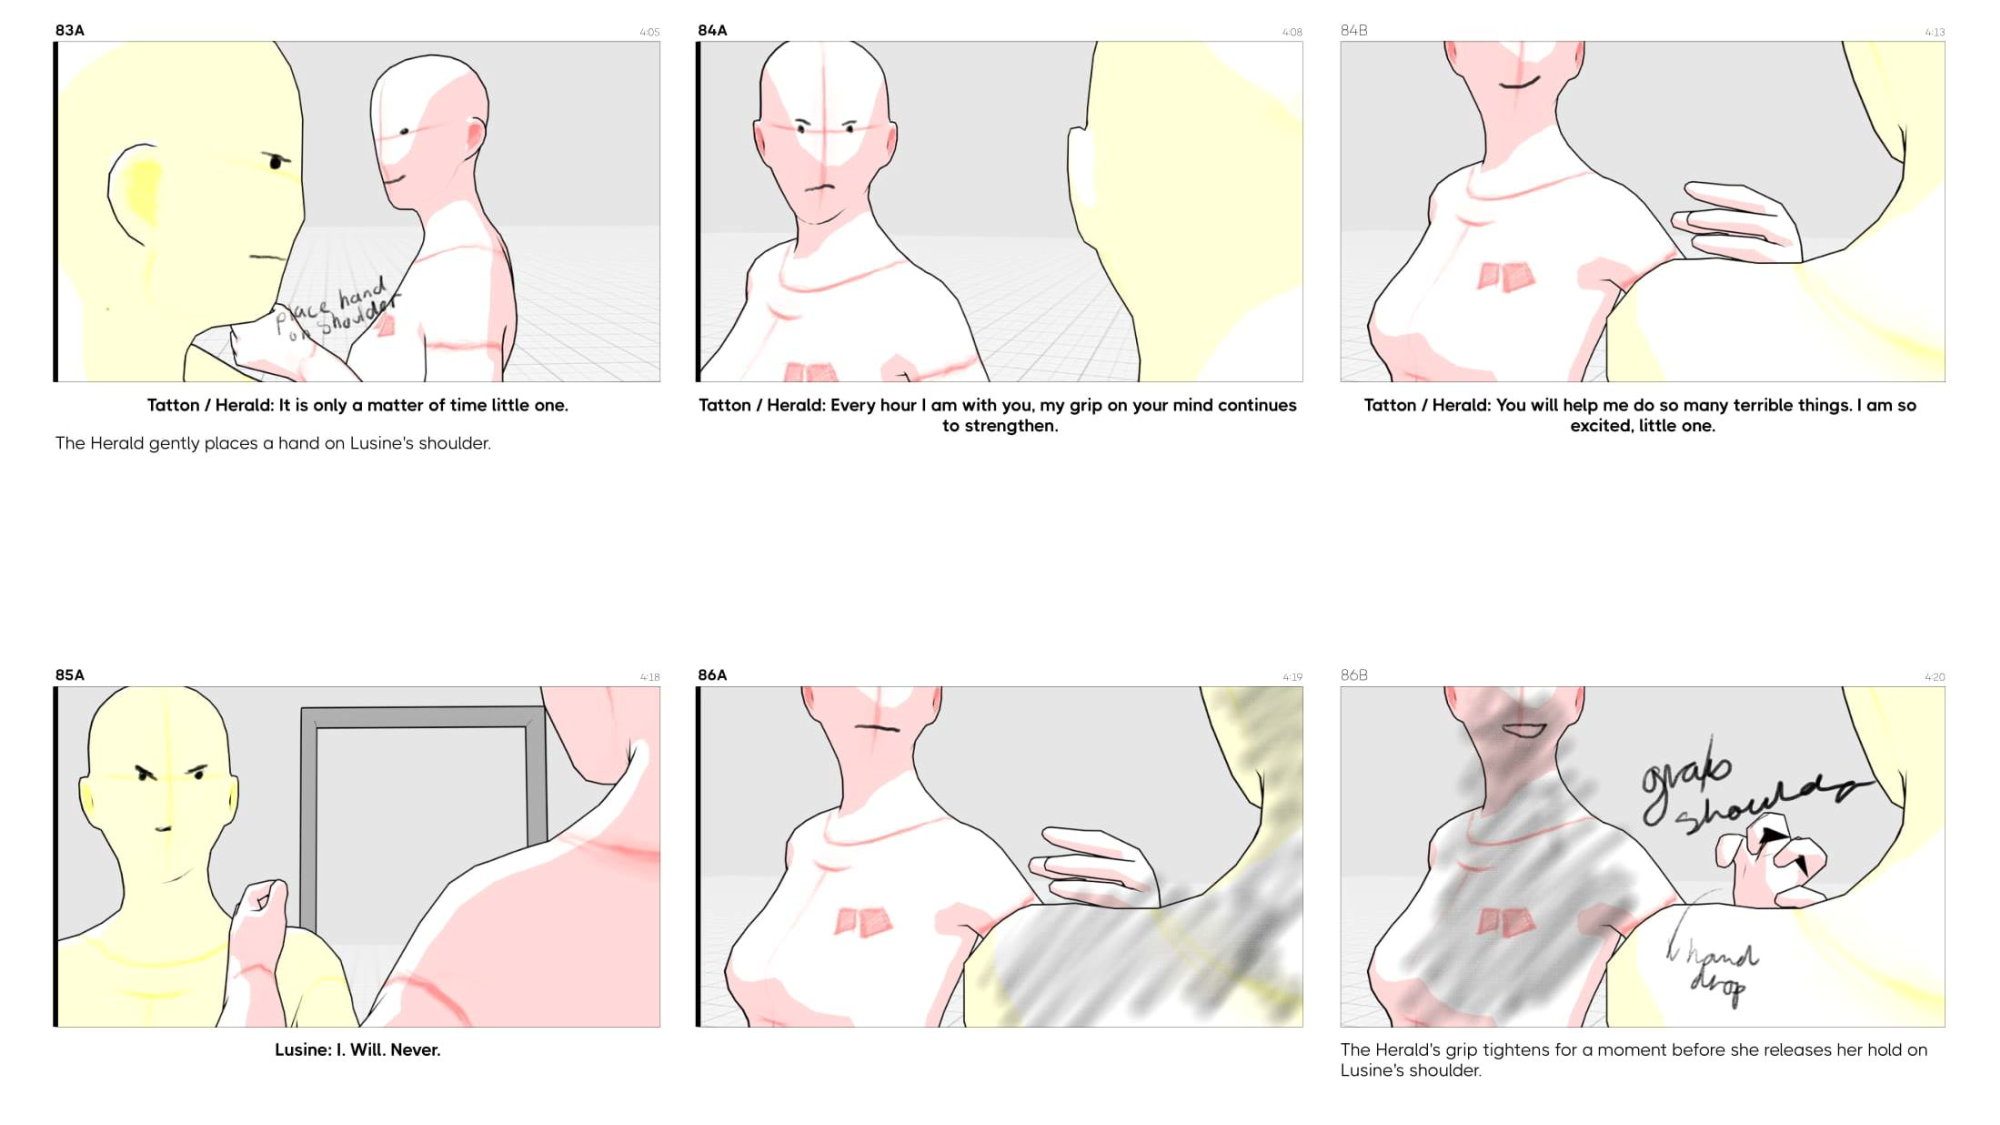 83A
4:05
place hand
on shoulder
Tatton / Herald: It is only a matter of time little one.
The Herald gently places a hand on Lusine's shoulder.
84A
4:08
Tatton / Herald: Every hour I am with you, my grip on your mind continues
to strengthen.
84B
4:13
Tatton / Herald: You will help me do so many terrible things. I am so
excited, little one.
85A
4:18
Lusine: I. Will. Never.
86A
4:19
86B
4:20
grab
shoulder
hand
drop
The Herald's grip tightens for a moment before she releases her hold on
Lusine's shoulder.